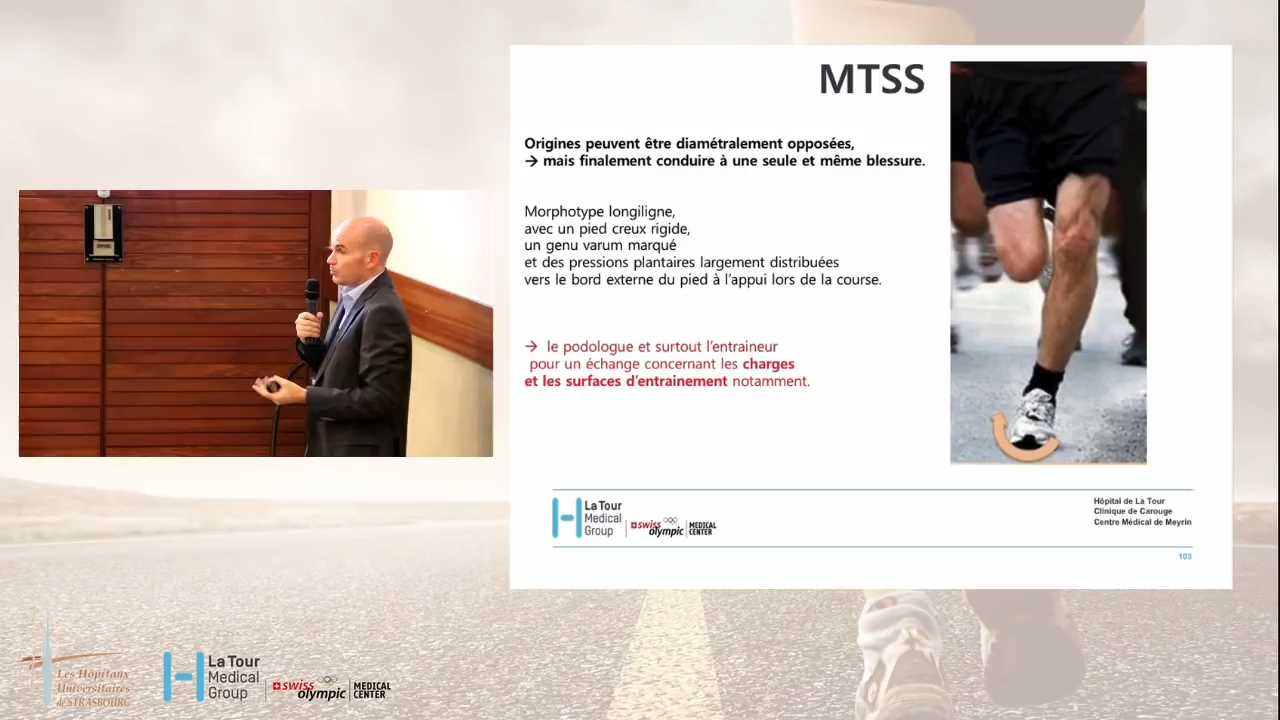 MTSS
Origines peuvent être diamétralement opposées,
→ mais finalement conduire à une seule et même blessure.
Morphotype longiligne,
avec un pied creux rigide,
un genu varum marqué
et des pressions plantaires largement distribuées
vers le bord externe du pied à l'appui lors de la course.
→ le podologue et surtout l'entraineur
pour un échange concernant les charges
et les surfaces d'entrainement notamment.
La Tour
Medical
Group
swiss
olympic
MEDICAL
CENTER
Hôpital de La Tour
Clinique de Carouge
Centre Médical de Meyrin
103
Les Hôpitaux
Universitaires
de STRASBOURG
La Tour
Medical
Group
swiss
olympic
MEDICAL
CENTER